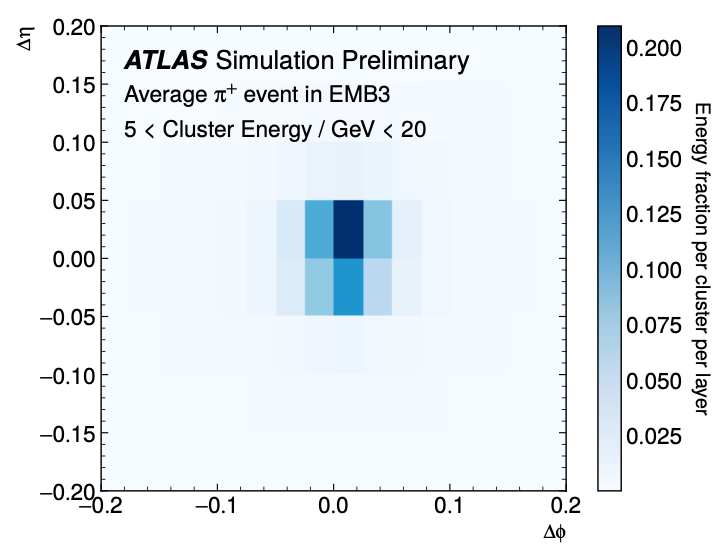 Δη
0.20
0.15
0.10
0.05
0.00
−0.05
−0.10
−0.15
−0.20
ATLAS Simulation Preliminary
Average π⁺ event in EMB3
5 < Cluster Energy / GeV < 20
−0.2 −0.1 0.0 0.1 0.2
Δϕ
0.200
0.175
0.150
0.125
0.100
0.075
0.050
0.025
Energy fraction per cluster per layer